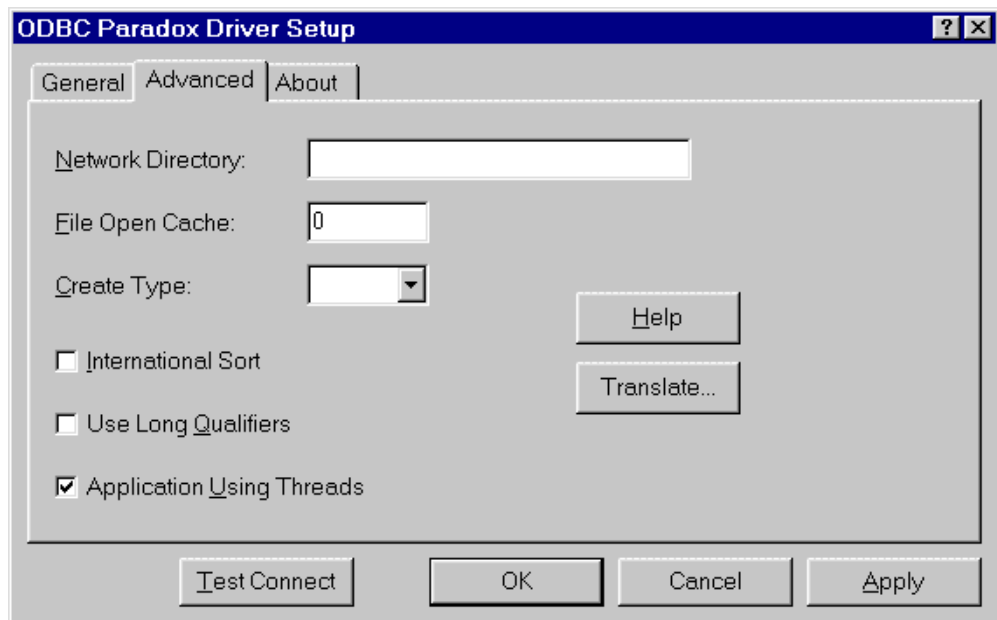 ODBC Paradox Driver Setup
General Advanced About
Network Directory:
File Open Cache: 0
Create Type:
Help
International Sort
Translate...
Use Long Qualifiers
Application Using Threads
Test Connect OK Cancel Apply